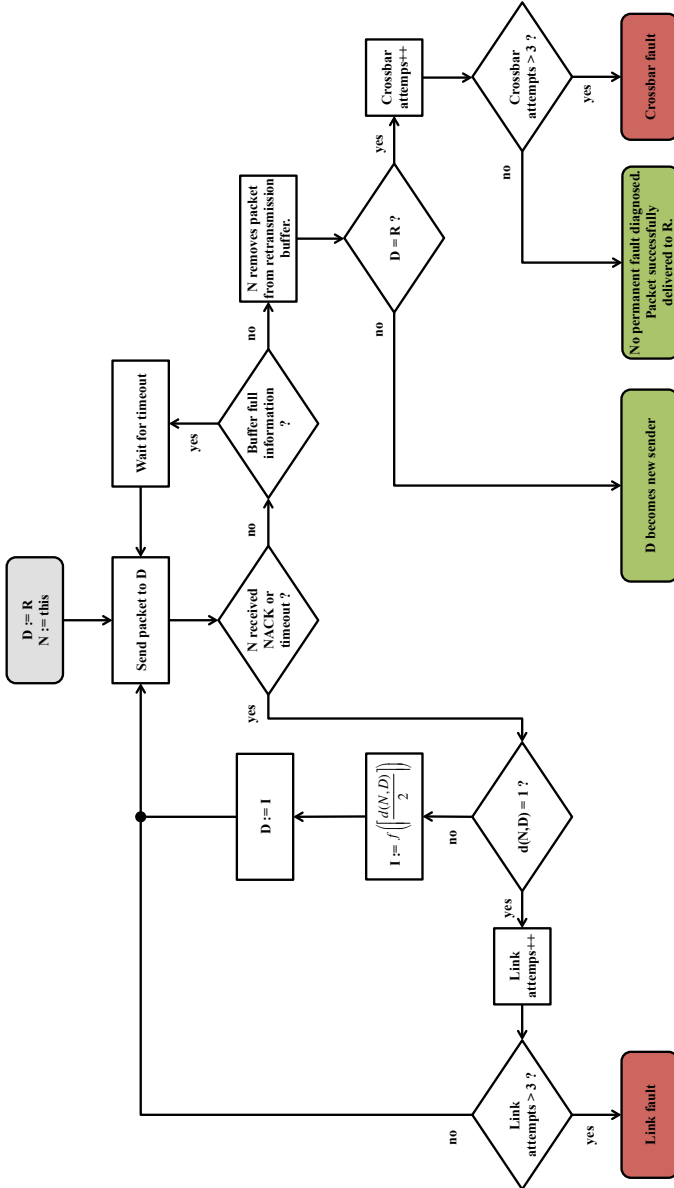 D := R
N := this
Send packet to D
Wait for timeout
N received
NACK or
timeout ?
yes
no
Buffer full
information
?
yes
no
N removes packet
from retransmission
buffer.
D = R ?
yes
no
Crossbar
attemps++
Crossbar
attempts > 3 ?
no
yes
D := I
I := f(⌈d(N,D)/2⌉)
d(N,D) = 1 ?
no
yes
Link
attemps++
Link
attempts > 3 ?
no
yes
Link fault
D becomes new sender
No permanent fault diagnosed.
Packet successfully
delivered to R.
Crossbar fault